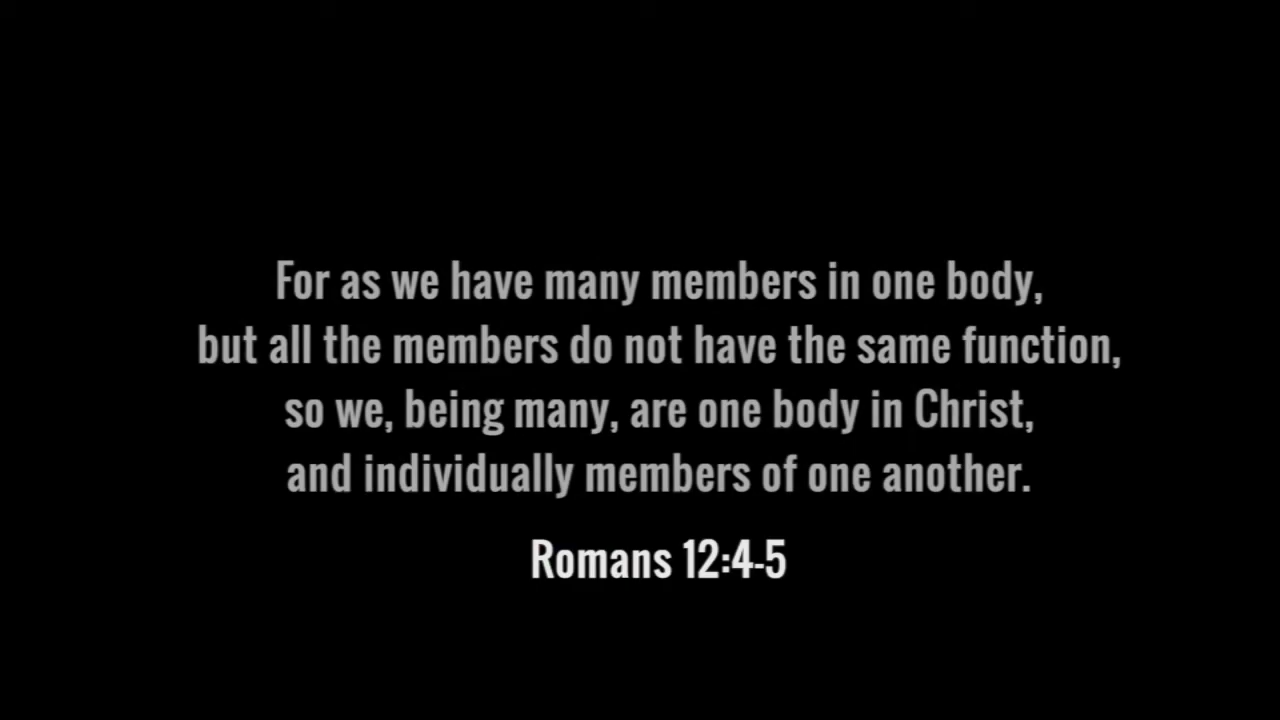 For as we have many members in one body,
but all the members do not have the same function,
so we, being many, are one body in Christ,
and individually members of one another.
Romans 12:4-5